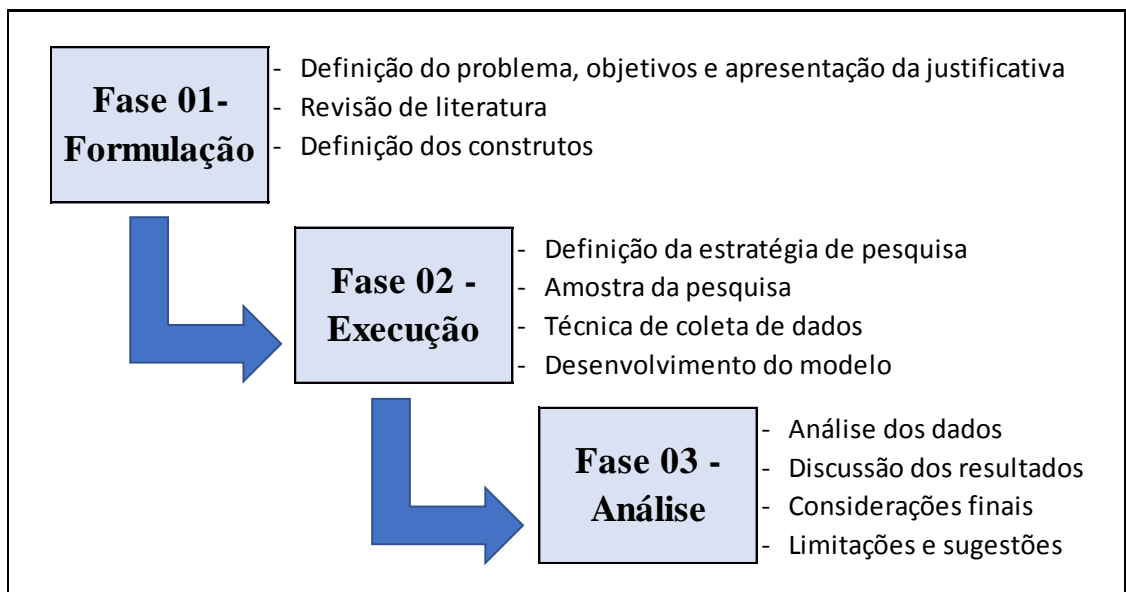 Fase 01-
Formulação
- Definição do problema, objetivos e apresentação da justificativa
- Revisão de literatura
- Definição dos construtos
Fase 02 -
Execução
- Definição da estratégia de pesquisa
- Amostra da pesquisa
- Técnica de coleta de dados
- Desenvolvimento do modelo
Fase 03 -
Análise
- Análise dos dados
- Discussão dos resultados
- Considerações finais
- Limitações e sugestões